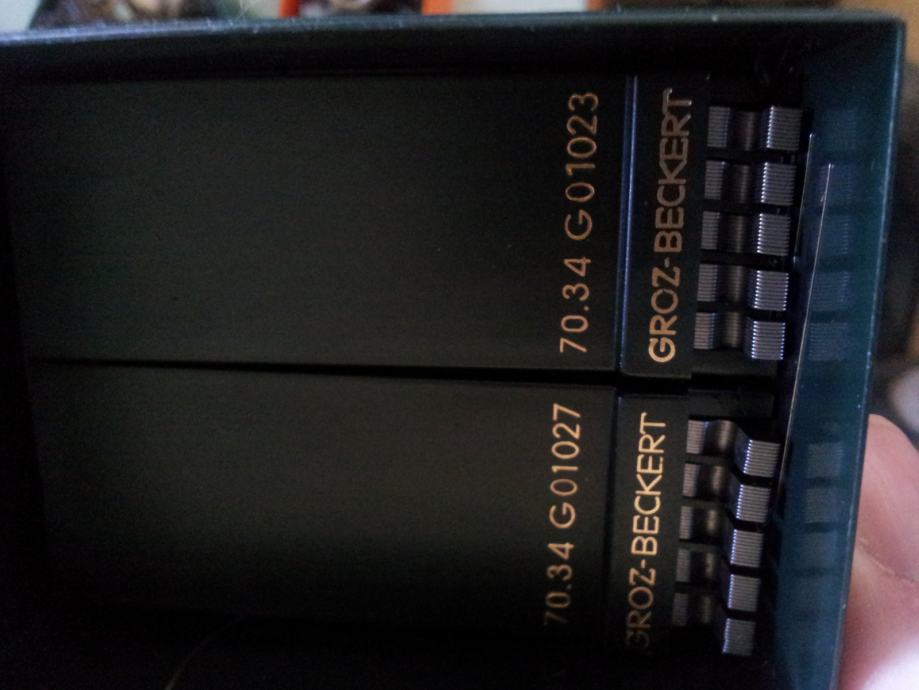 70.34 G01023
GROZ-BECKERT
70.34 G01027
GROZ-BECKERT